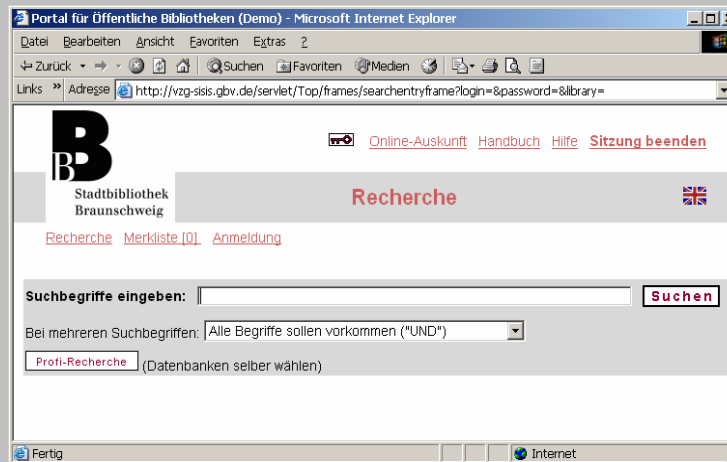 Portal für Öffentliche Bibliotheken (Demo) - Microsoft Internet Explorer
Datei Bearbeiten Ansicht Favoriten Extras ?
Zurück Suchen Favoriten Medien
Links » Adresse http://vzg-sisis.gbv.de/servlet/Top/frames/searchentryframe?login=&password=&library=
B
BB
Stadtbibliothek
Braunschweig
Online-Auskunft Handbuch Hilfe Sitzung beenden
Recherche
Recherche Merkliste [0] Anmeldung
Suchbegriffe eingeben: Suchen
Bei mehreren Suchbegriffen: Alle Begriffe sollen vorkommen ("UND")
Profi-Recherche (Datenbanken selber wählen)
Fertig Internet